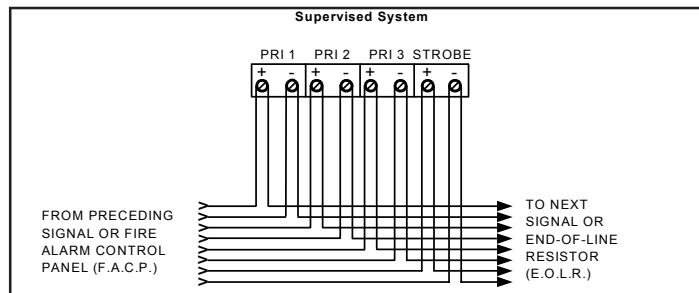 Supervised System
PRI 1 PRI 2 PRI 3 STROBE
+ - + - + - + -
FROM PRECEDING
SIGNAL OR FIRE
ALARM CONTROL
PANEL (F.A.C.P.)
TO NEXT
SIGNAL OR
END-OF-LINE
RESISTOR
(E.O.L.R.)